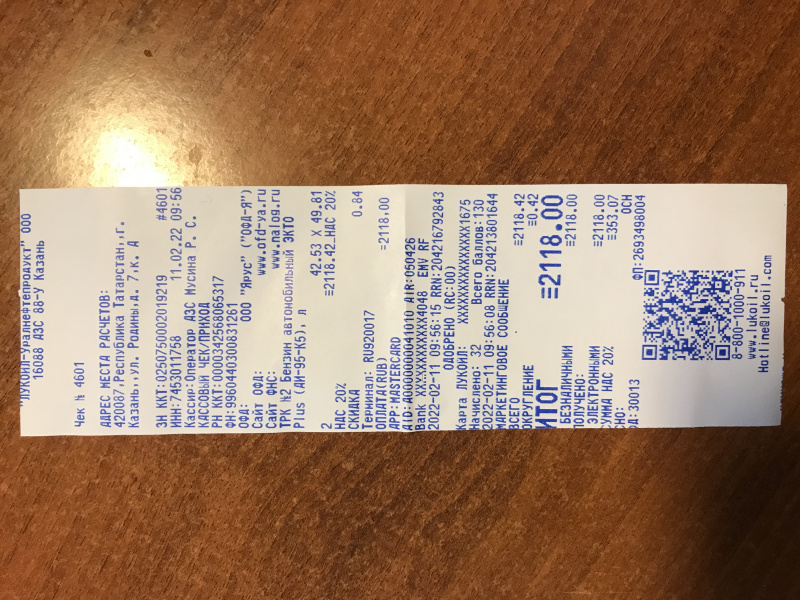 "ЛУКОЙЛ-Уралнефтепродукт" ООО
16088 АЗС 88-У Казань
Чек № 4601
АДРЕС МЕСТА РАСЧЕТОВ:
420087,Республика Татарстан,,г.
Казань,,ул. Родины,д. 7,к. А
ЗН ККТ:0250750002019219 #4601
ИНН:7453011758 11.02.22 09:56
Кассир:Оператор АЗС Мусина Р. С.
КАССОВЫЙ ЧЕК/ПРИХОД
РН ККТ:0000342568065317
ФН:9960440300831261
ОФД: ООО "Ярус" ("ОФД-Я")
Сайт ОФД: www.ofd-ya.ru
Сайт ФНС: www.nalog.ru
ТРК №2 Бензин автомобильный ЭКТО
Plus (АИ-95-К5), л
42.53 X 49.81
2 ≡2118.42_НДС 20%
НДС 20%
СКИДКА 0.84
Терминал: RU920017
ОПЛАТА(RUB) =2118.00
APP:MASTERCARD
AID:A0000000041010 AIR:050426
Банк XXXXXXXXXXXX4048 EMV RF
2022-02-11 09:56:15 RRN:204216792843
ОДОБРЕНО (RC:00)
Карта ЛУКОЙЛ: XXXXXXXXXXXXXXX1675
Начислено: 32 Всего баллов:130
2022-02-11 09:56:08 RRN:204213801644
МАРКЕТИНГОВОЕ СООБЩЕНИЕ
ВСЕГО ≡2118.42
ОКРУГЛЕНИЕ ≡0.42
ИТОГ ≡2118.00
БЕЗНАЛИЧНЫМИ ≡2118.00
ПОЛУЧЕНО:
ЭЛЕКТРОННЫМИ ≡2118.00
СУММА НДС 20% ≡353.07
СНО: ОСН
ФД:30013 ФП:2693498004
8-800-1000-911
www.lukoil.ru
Hotline@lukoil.com